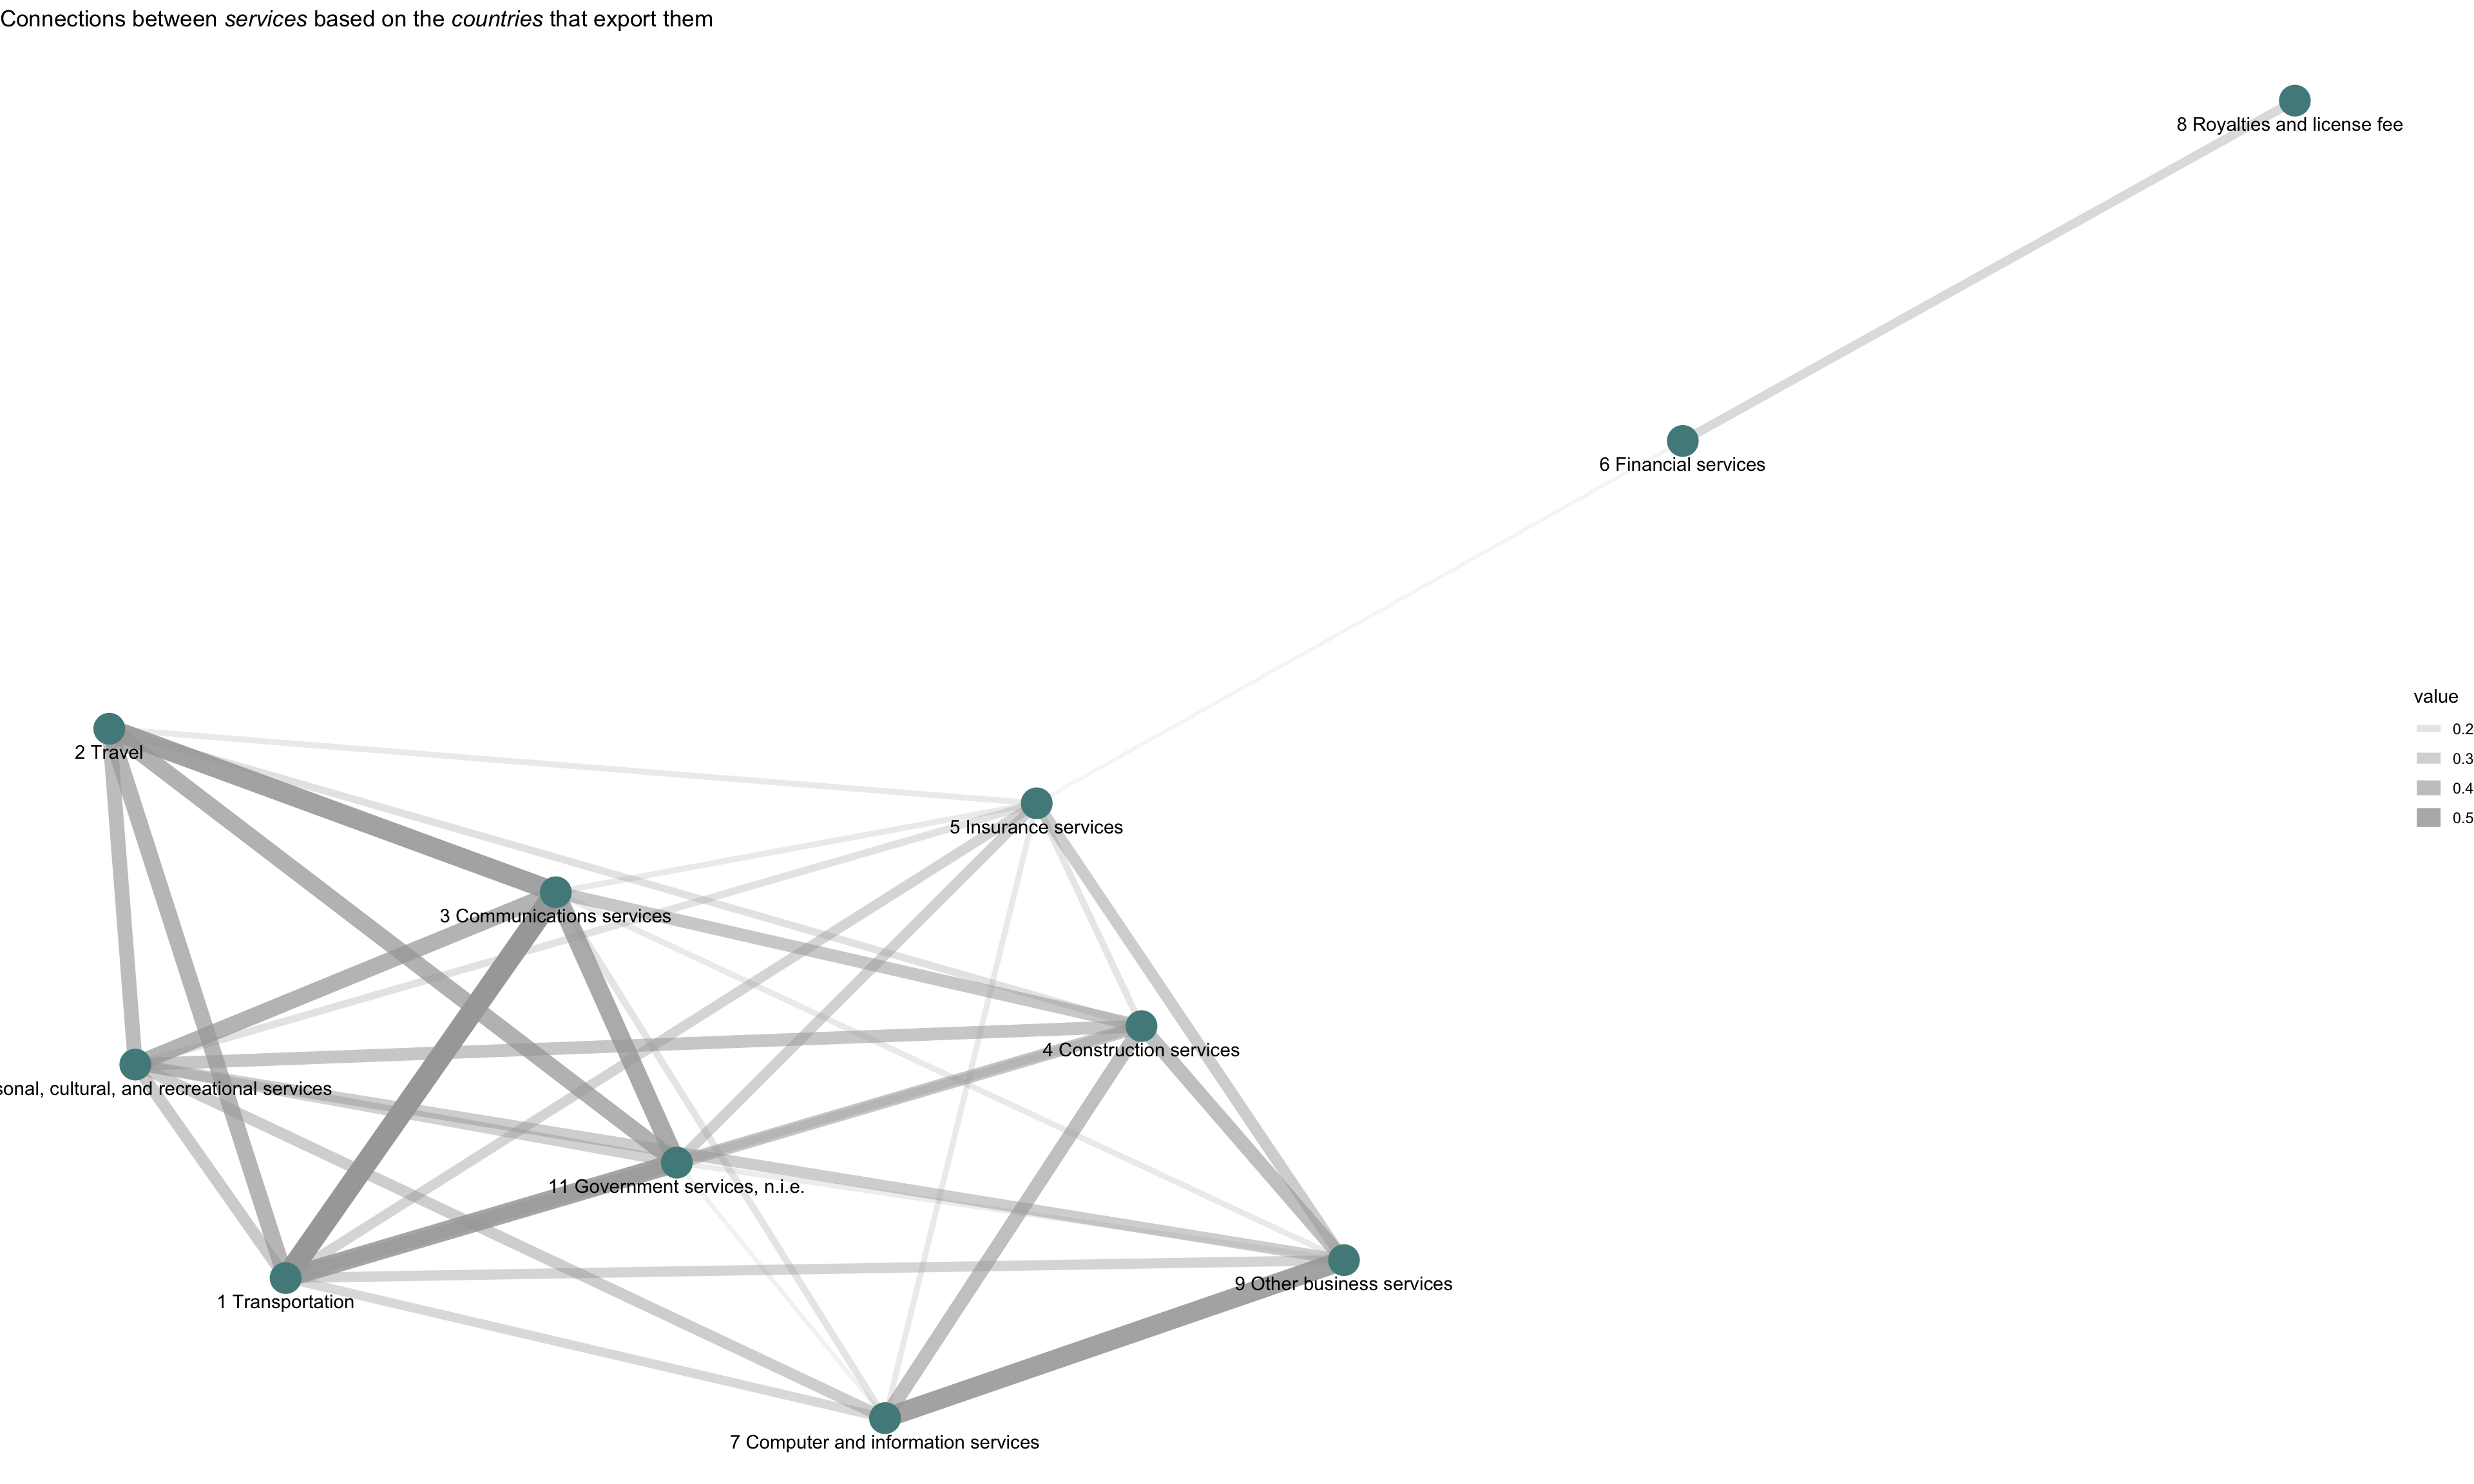 Connections between services based on the countries that export them
8 Royalties and license fee
6 Financial services
value
0.2
0.3
0.4
0.5
2 Travel
5 Insurance services
3 Communications services
4 Construction services
sonal, cultural, and recreational services
11 Government services, n.i.e.
9 Other business services
1 Transportation
7 Computer and information services